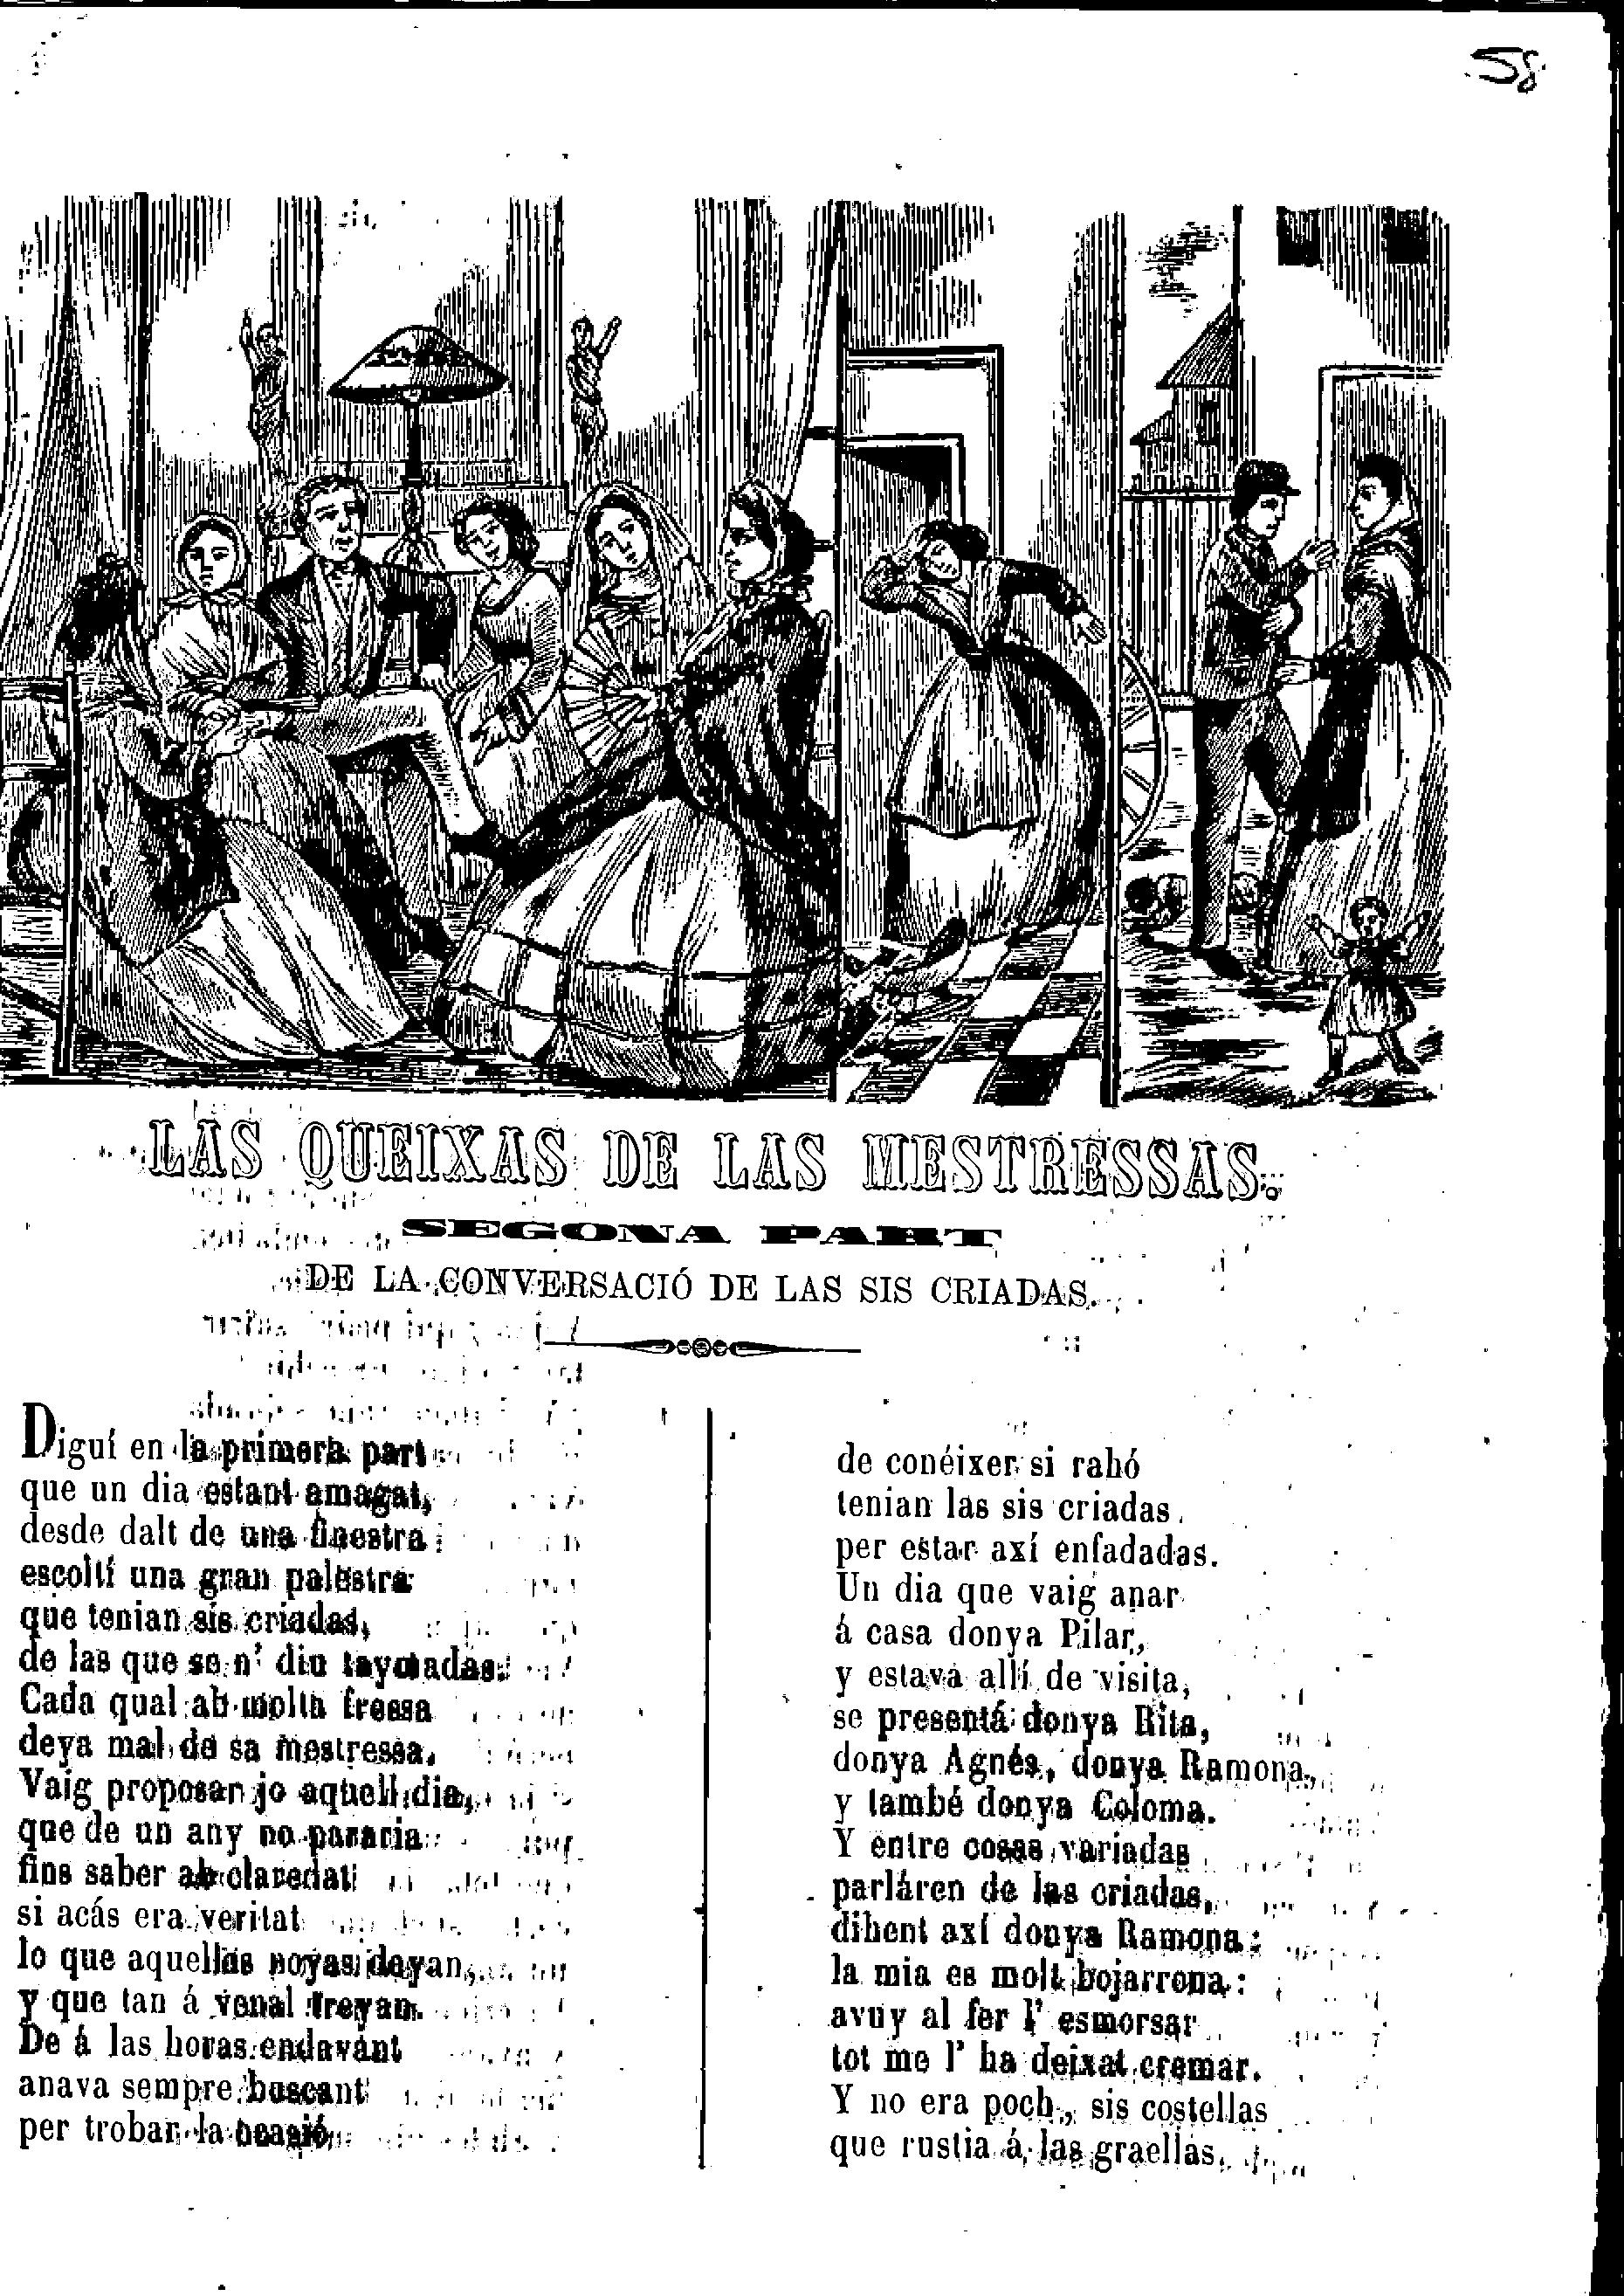 58
LAS QUEIXAS DE LAS MESTRESSAS.
SEGONA PART
DE LA CONVERSACIÓ DE LAS SIS CRIADAS.
Diguí en la primera part
que un dia estant amagat,
desde dalt de una finestra
escoltí una gran palestra
que tenian sis criadas,
de las que se n' diu tayotadas.
Cada qual ab molta fressa
deya mal de sa mestressa.
Vaig proposar jo aquell dia,
que de un any no pararia
fins saber ab claredat
si acás era veritat
lo que aquellas noyas deyan,
y que tan á venal treyan.
De á las horas endavant
anava sempre buscant
per trobar la ocasió
de conéixer si rahó
tenian las sis criadas
per estar axí enfadadas.
Un dia que vaig anar
á casa donya Pilar,
y estava allí de visita,
se presentá donya Rita,
donya Agnés, donya Ramona,
y també donya Coloma.
Y entre cosas variadas
parláren de las criadas,
dihent axí donya Ramona:
la mia es molt bojarrona:
avuy al fer l' esmorsar
tot me l' ha deixat cremar.
Y no era poch, sis costellas
que rustia á las graellas,